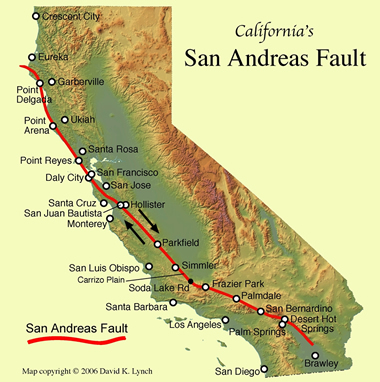 California's
San Andreas Fault
Crescent City
Eureka
Garberville
Point
Delgada
Point
Arena
Ukiah
Santa Rosa
Point Reyes
San Francisco
Daly City
San Jose
Santa Cruz
Hollister
San Juan Bautista
Monterey
Parkfield
San Luis Obispo
Simmler
Carrizo Plain
Soda Lake Rd
Frazier Park
Palmdale
Santa Barbara
San Bernardino
Los Angeles
Desert Hot
Springs
Palm Springs
San Andreas Fault
Brawley
San Diego
Map copyright © 2006 David K. Lynch